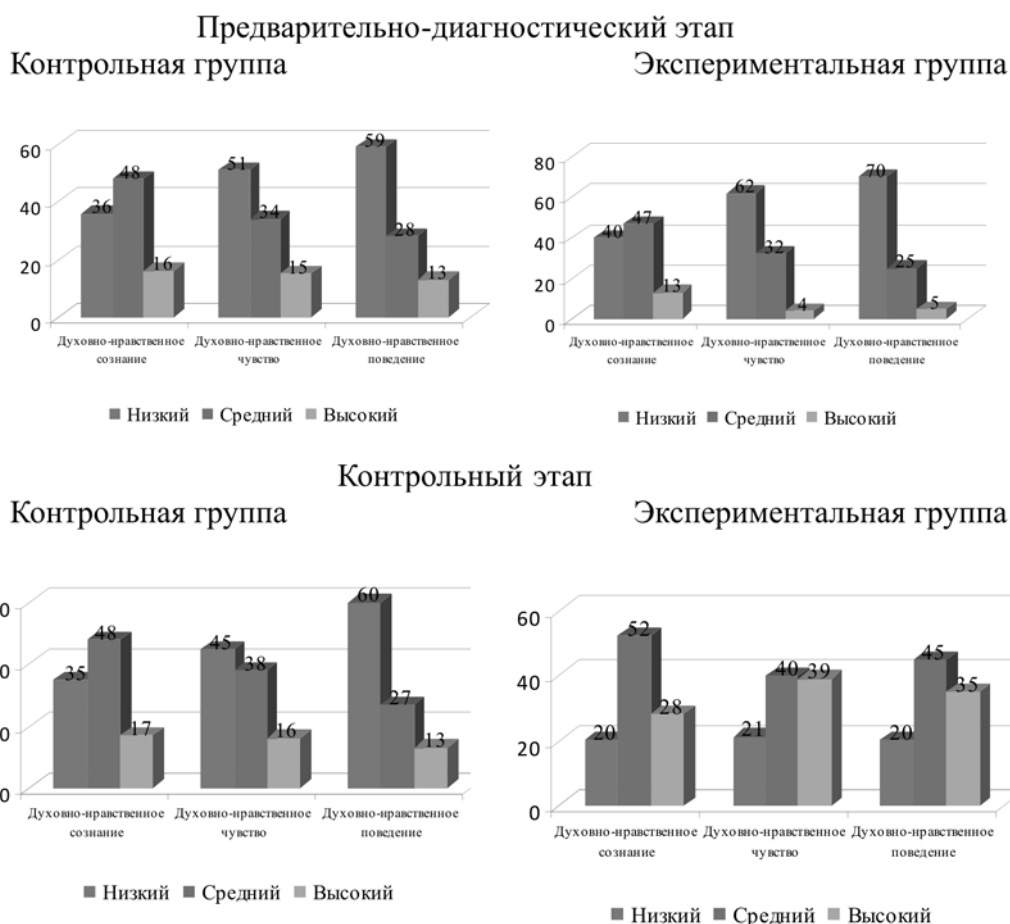 Предварительно-диагностический этап
Контрольная группа
Экспериментальная группа
60
40
20
0
36
48
16
51
34
15
59
28
13
Духовно-нравственное сознание
Духовно-нравственное чувство
Духовно-нравственное поведение
Низкий Средний Высокий
80
60
40
20
0
40
47
13
62
32
4
70
25
5
Духовно-нравственное сознание
Духовно-нравственное чувство
Духовно-нравственное поведение
Низкий Средний Высокий
Контрольный этап
Контрольная группа
Экспериментальная группа
0
0
0
0
35
48
17
45
38
16
60
27
13
Духовно-нравственное сознание
Духовно-нравственное чувство
Духовно-нравственное поведение
Низкий Средний Высокий
60
40
20
0
20
52
28
21
40
39
20
45
35
Духовно-нравственное сознание
Духовно-нравственное чувство
Духовно-нравственное поведение
Низкий Средний Высокий